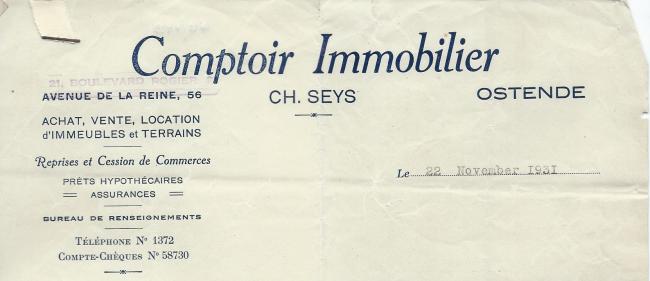 Comptoir Immobilier
21, BOULEVARD ROGIER
AVENUE DE LA REINE, 56
CH. SEYS
OSTENDE
ACHAT, VENTE, LOCATION
d'IMMEUBLES et TERRAINS
Reprises et Cession de Commerces
PRÊTS HYPOTHÉCAIRES
ASSURANCES
BUREAU DE RENSEIGNEMENTS
TÉLÉPHONE N° 1372
COMPTE-CHÈQUES N° 58730
Le 22 November 1931